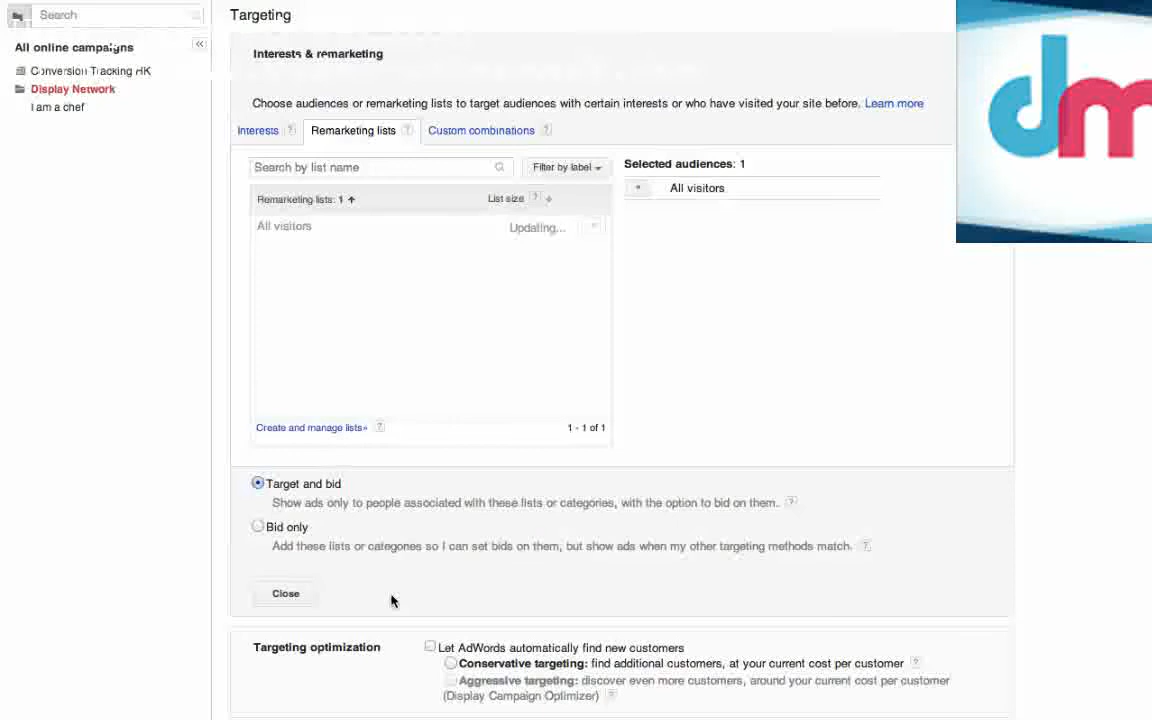 Search
All online campaigns
«
Conversion Tracking HK
Display Network
I am a chef
Targeting
Interests & remarketing
Choose audiences or remarketing lists to target audiences with certain interests or who have visited your site before. Learn more
Interests ? Remarketing lists ? Custom combinations ?
Search by list name
Filter by label
Remarketing lists: 1 ↑ List size ?
All visitors Updating...
Create and manage lists» ? 1 - 1 of 1
Selected audiences: 1
All visitors
Target and bid
Show ads only to people associated with these lists or categories, with the option to bid on them. ?
Bid only
Add these lists or categories so I can set bids on them, but show ads when my other targeting methods match. ?
Close
Targeting optimization
Let AdWords automatically find new customers
Conservative targeting: find additional customers, at your current cost per customer ?
Aggressive targeting: discover even more customers, around your current cost per customer
(Display Campaign Optimizer) ?
dm